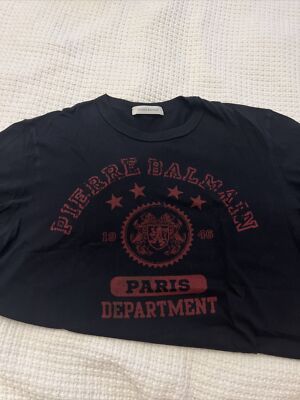 PIERRE BALMAIN
19 46
PARIS
DEPARTMENT